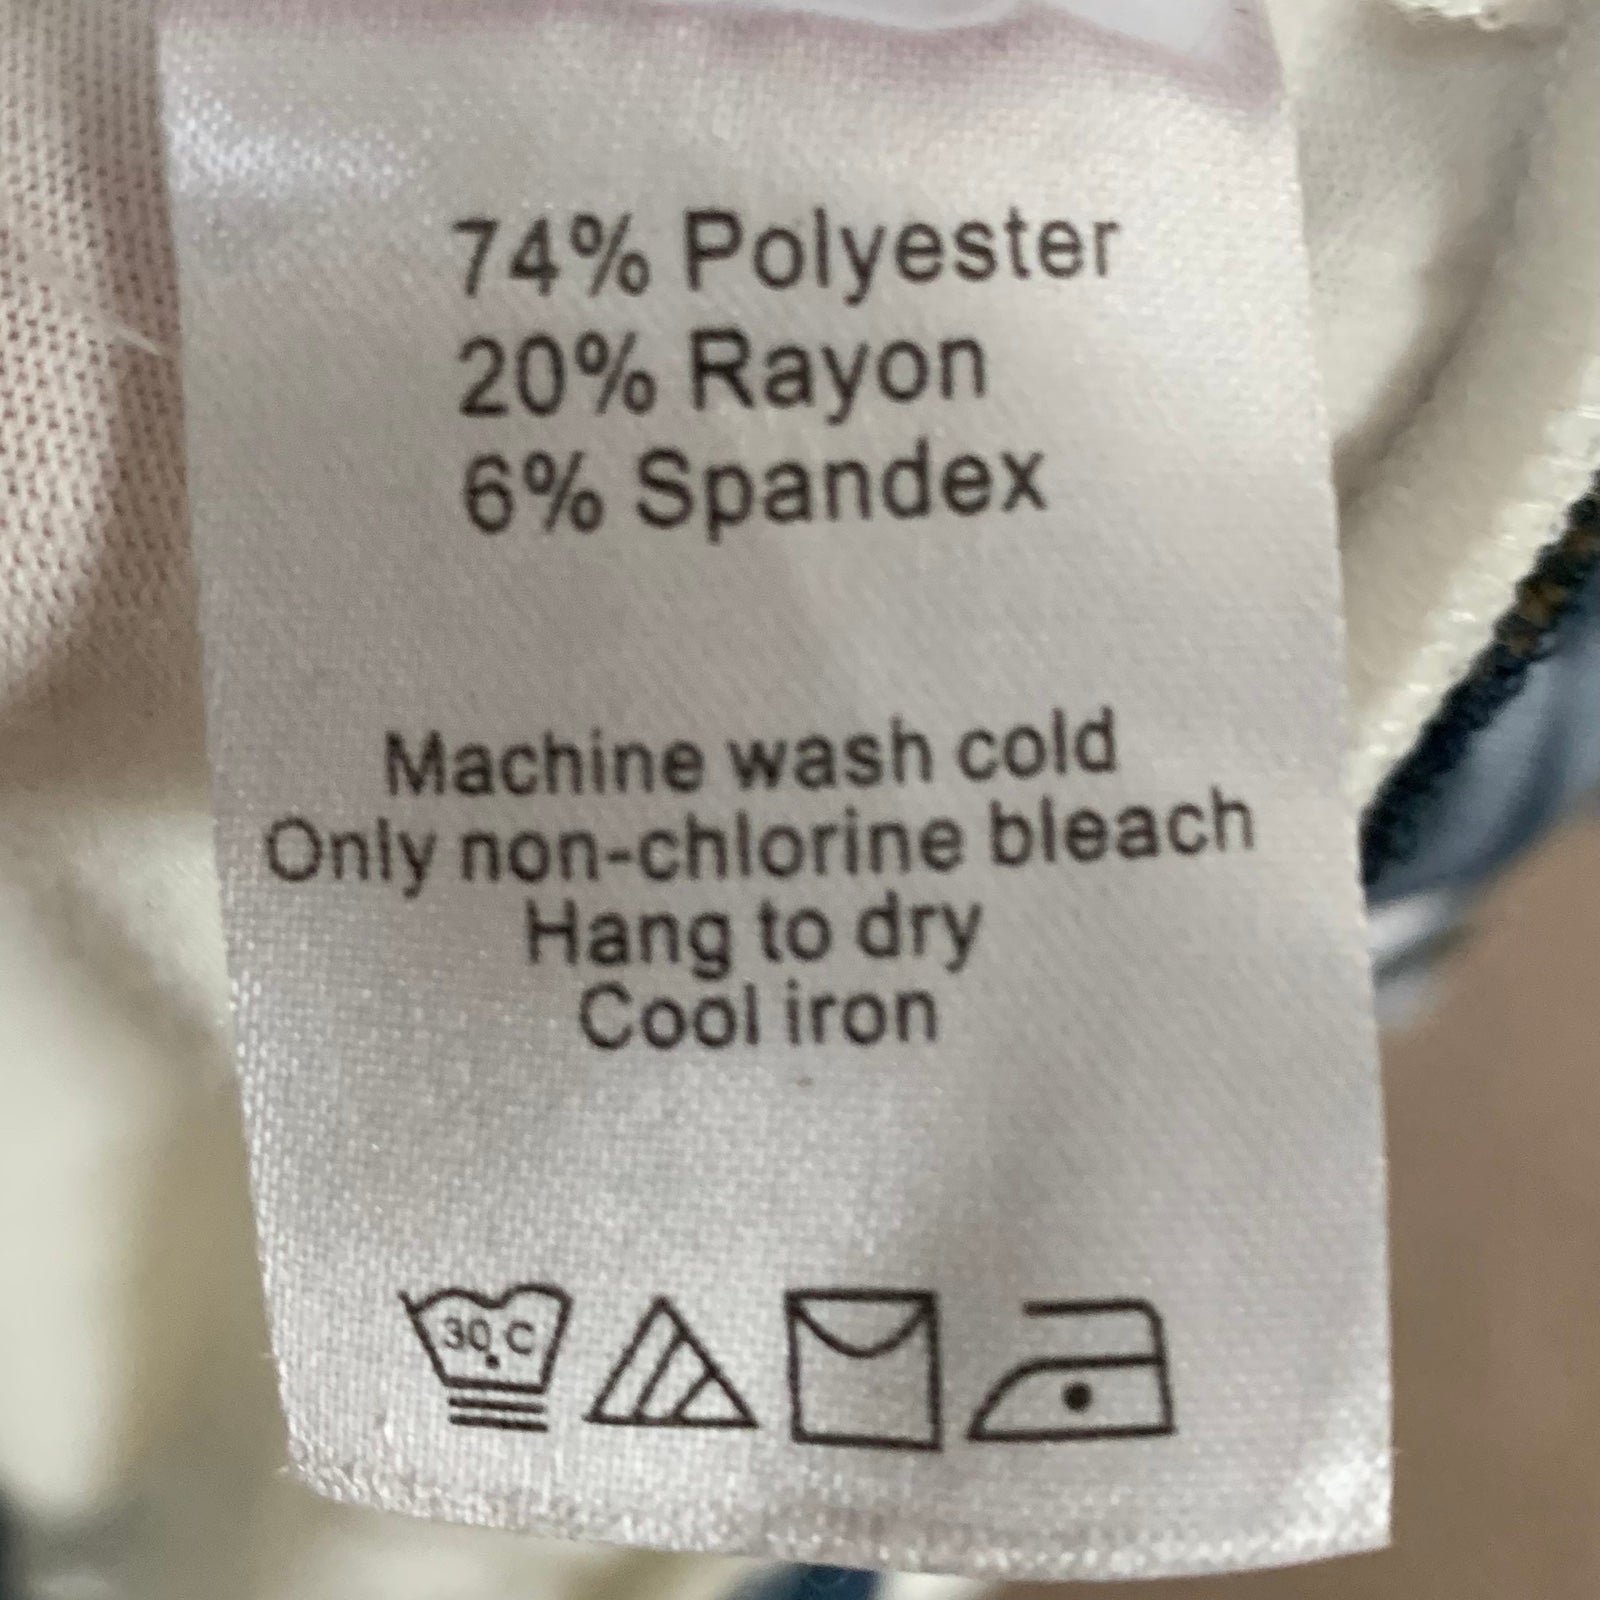 74% Polyester
20% Rayon
6% Spandex
Machine wash cold
Only non-chlorine bleach
Hang to dry
Cool iron
30°C